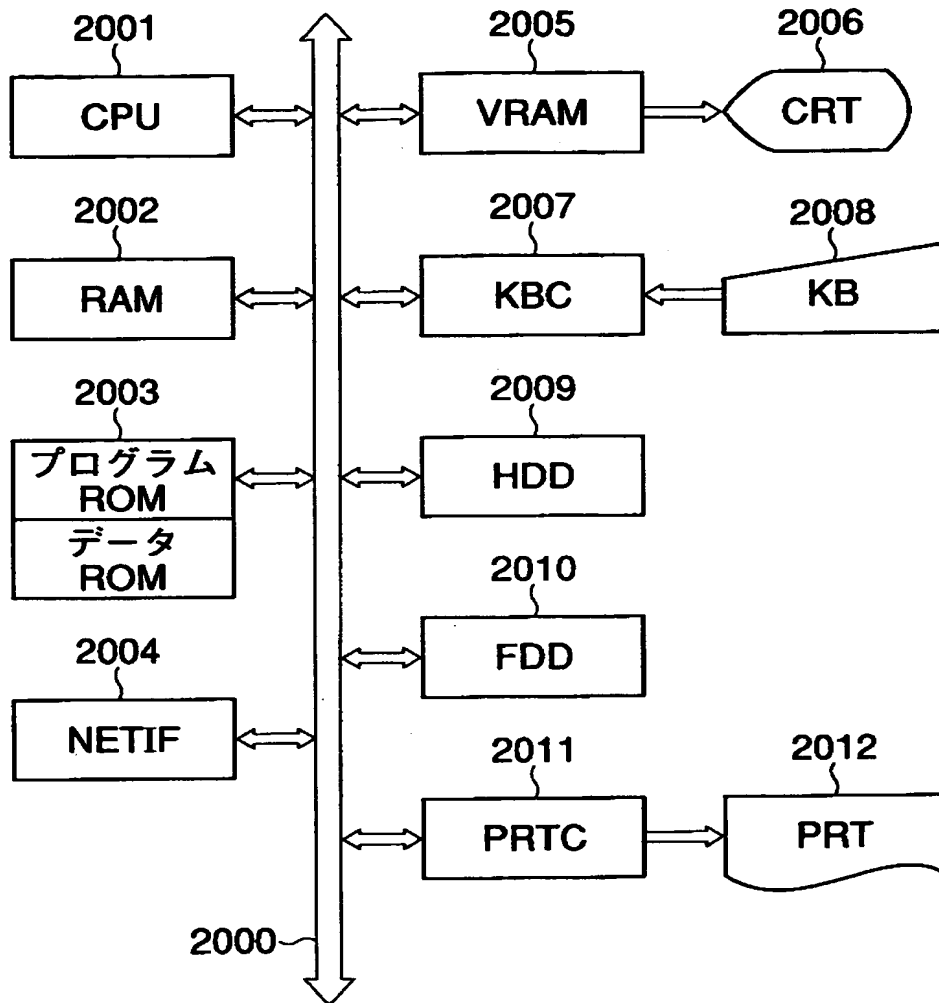 2001
CPU
2002
RAM
2003
プログラム
ROM
データ
ROM
2004
NETIF
2000
2005
VRAM
2006
CRT
2007
KBC
2008
KB
2009
HDD
2010
FDD
2011
PRTC
2012
PRT